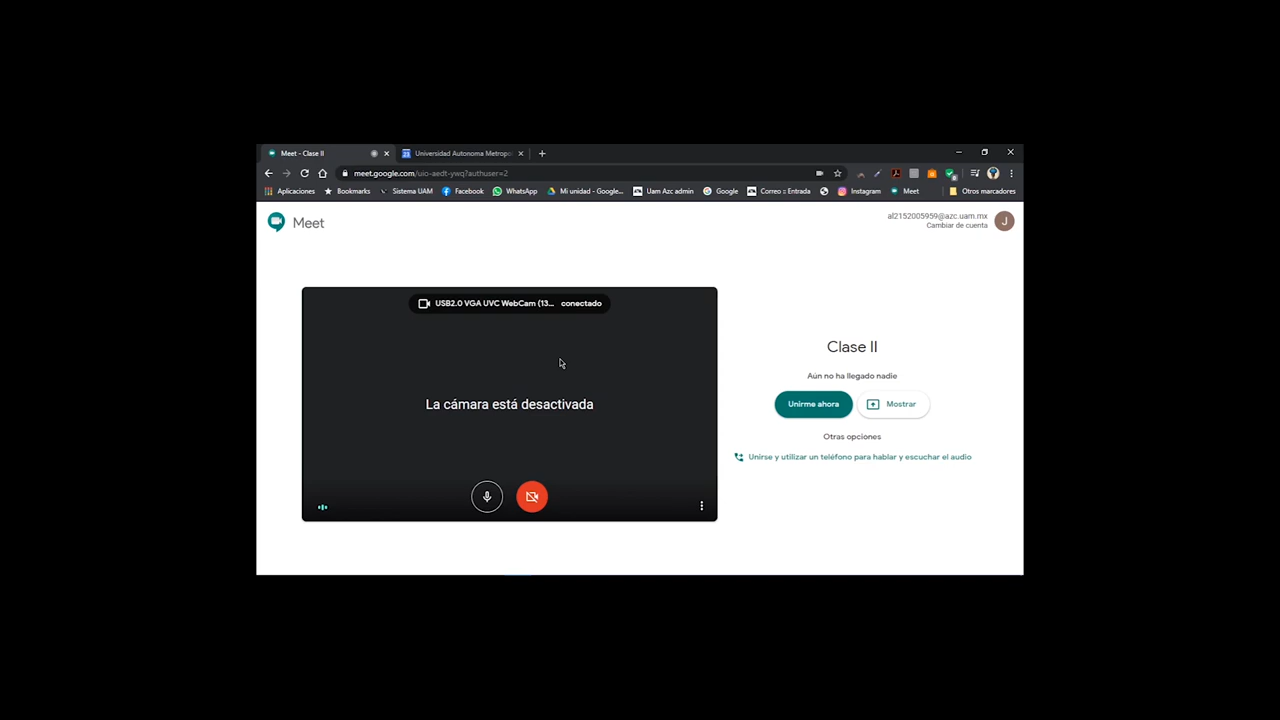 Meet - Clase II
Universidad Autonoma Metropo
meet.google.com/uio-aedt-ywq?authuser=2
Aplicaciones
Bookmarks
Sistema UAM
Facebook
WhatsApp
Mi unidad - Google...
Uam Azc admin
Google
Correo :: Entrada
Instagram
Meet
Otros marcadores
Meet
al2152005959@azc.uam.mx
Cambiar de cuenta
J
USB2.0 VGA UVC WebCam (13... conectado
La cámara está desactivada
Clase II
Aún no ha llegado nadie
Unirme ahora
Mostrar
Otras opciones
Unirse y utilizar un teléfono para hablar y escuchar el audio